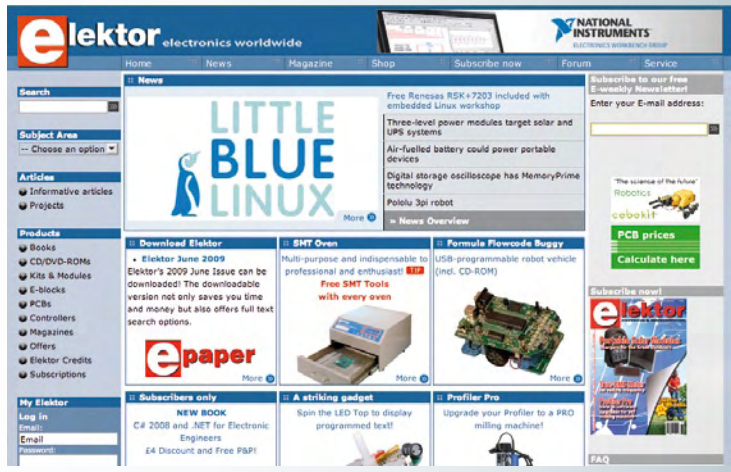 elektor electronics worldwide
NATIONAL INSTRUMENTS
ELECTRONICS WORKBENCH GROUP
Home News Magazine Shop Subscribe now Forum Service
Search
Subject Area
-- Choose an option
Articles
Informative articles
Projects
Products
Books
CD/DVD-ROMs
Kits & Modules
E-blocks
PCBs
Controllers
Magazines
Offers
Elektor Credits
Subscriptions
My Elektor
Log in
Email:
Email
Password:
News
LITTLE
BLUE
LINUX
More
Free Renesas RSK+7203 included with
embedded Linux workshop
Three-level power modules target solar and
UPS systems
Air-fuelled battery could power portable
devices
Digital storage oscilloscope has MemoryPrime
technology
Pololu 3pi robot
» News Overview
Download Elektor
• Elektor June 2009
Elektor's 2009 June Issue can be
downloaded! The downloadable
version not only saves you time
and money but also offers full text
search options.
e paper
More
SMT Oven
Multi-purpose and indispensable to
professional and enthusiast! TIP
Free SMT Tools
with every oven
More
Formula Flowcode Buggy
USB-programmable robot vehicle
(incl. CD-ROM)
More
Subscribers only
NEW BOOK
C# 2008 and .NET for Electronic
Engineers
£4 Discount and Free P&P!
A striking gadget
Spin the LED Top to display
programmed text!
Profiler Pro
Upgrade your Profiler to a PRO
milling machine!
Subscribe to our free
E-weekly Newsletter!
Enter your E-mail address:
"The science of the future"
Robotics
cebekit
PCB prices
Calculate here
Subscribe now!
elektor
FAQ